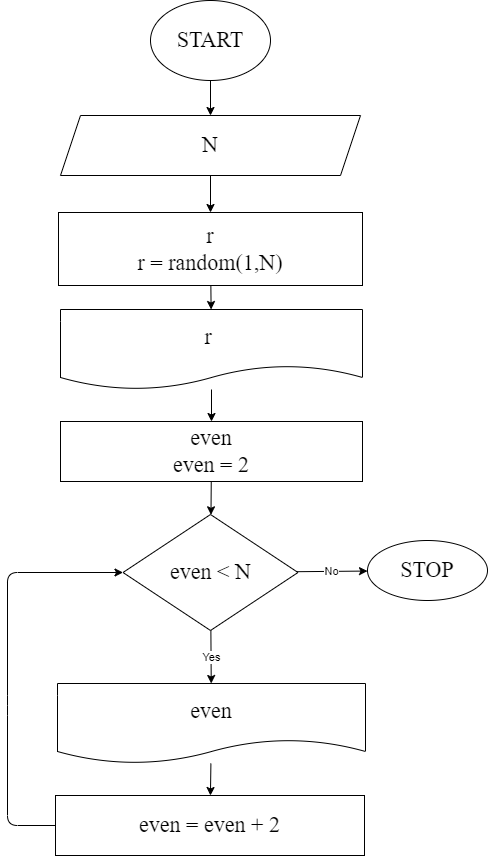 START
N
r
r = random(1,N)
r
even
even = 2
even < N
No
STOP
Yes
even
even = even + 2